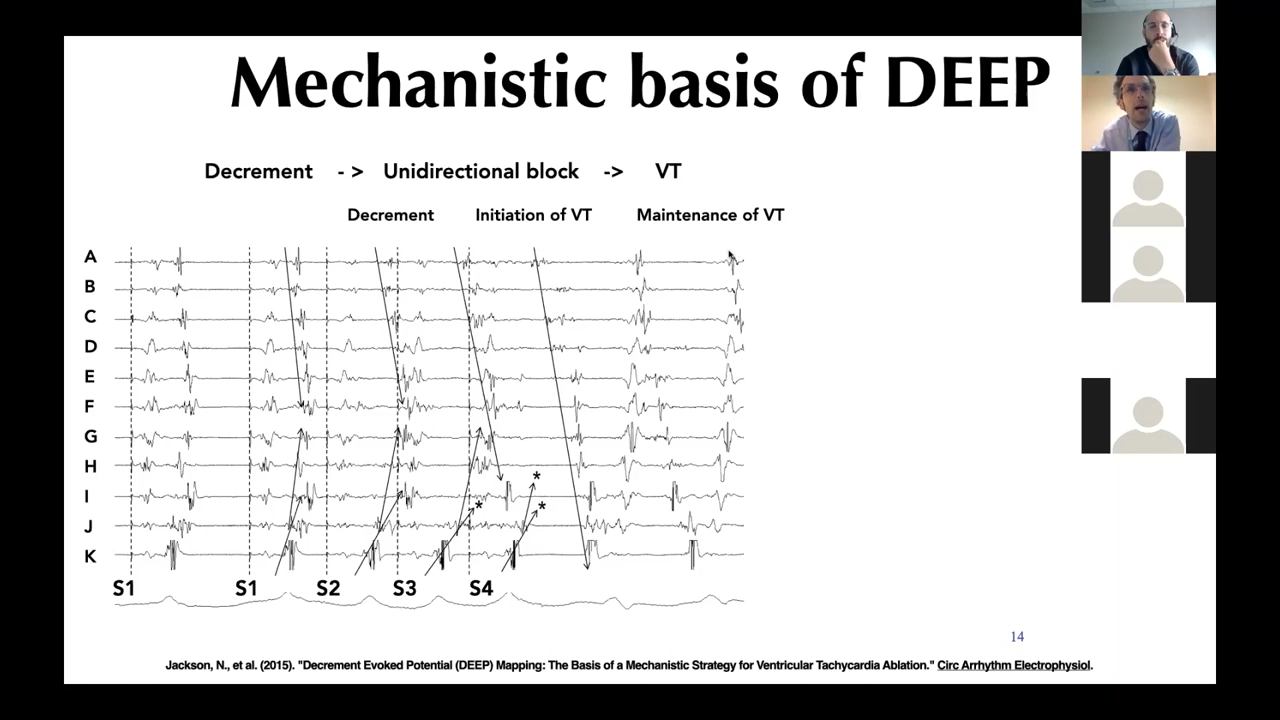 Mechanistic basis of DEEP
Decrement - > Unidirectional block -> VT
Decrement Initiation of VT Maintenance of VT
A
B
C
D
E
F
G
H
I
J
K
*
*
*
S1 S1 S2 S3 S4
14
Jackson, N., et al. (2015). "Decrement Evoked Potential (DEEP) Mapping: The Basis of a Mechanistic Strategy for Ventricular Tachycardia Ablation." Circ Arrhythm Electrophysiol.